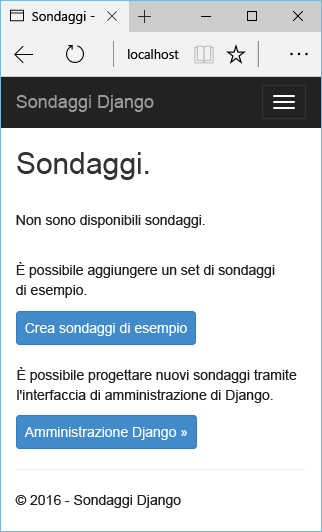 Sondaggi -
localhost
Sondaggi Django
Sondaggi.
Non sono disponibili sondaggi.
È possibile aggiungere un set di sondaggi
di esempio.
Crea sondaggi di esempio
È possibile progettare nuovi sondaggi tramite
l'interfaccia di amministrazione di Django.
Amministrazione Django »
© 2016 - Sondaggi Django